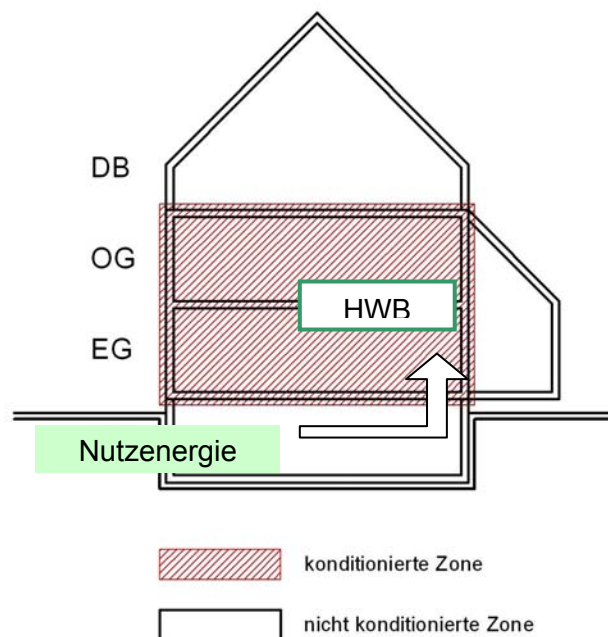 DB
OG
HWB
EG
Nutzenergie
konditionierte Zone
nicht konditionierte Zone